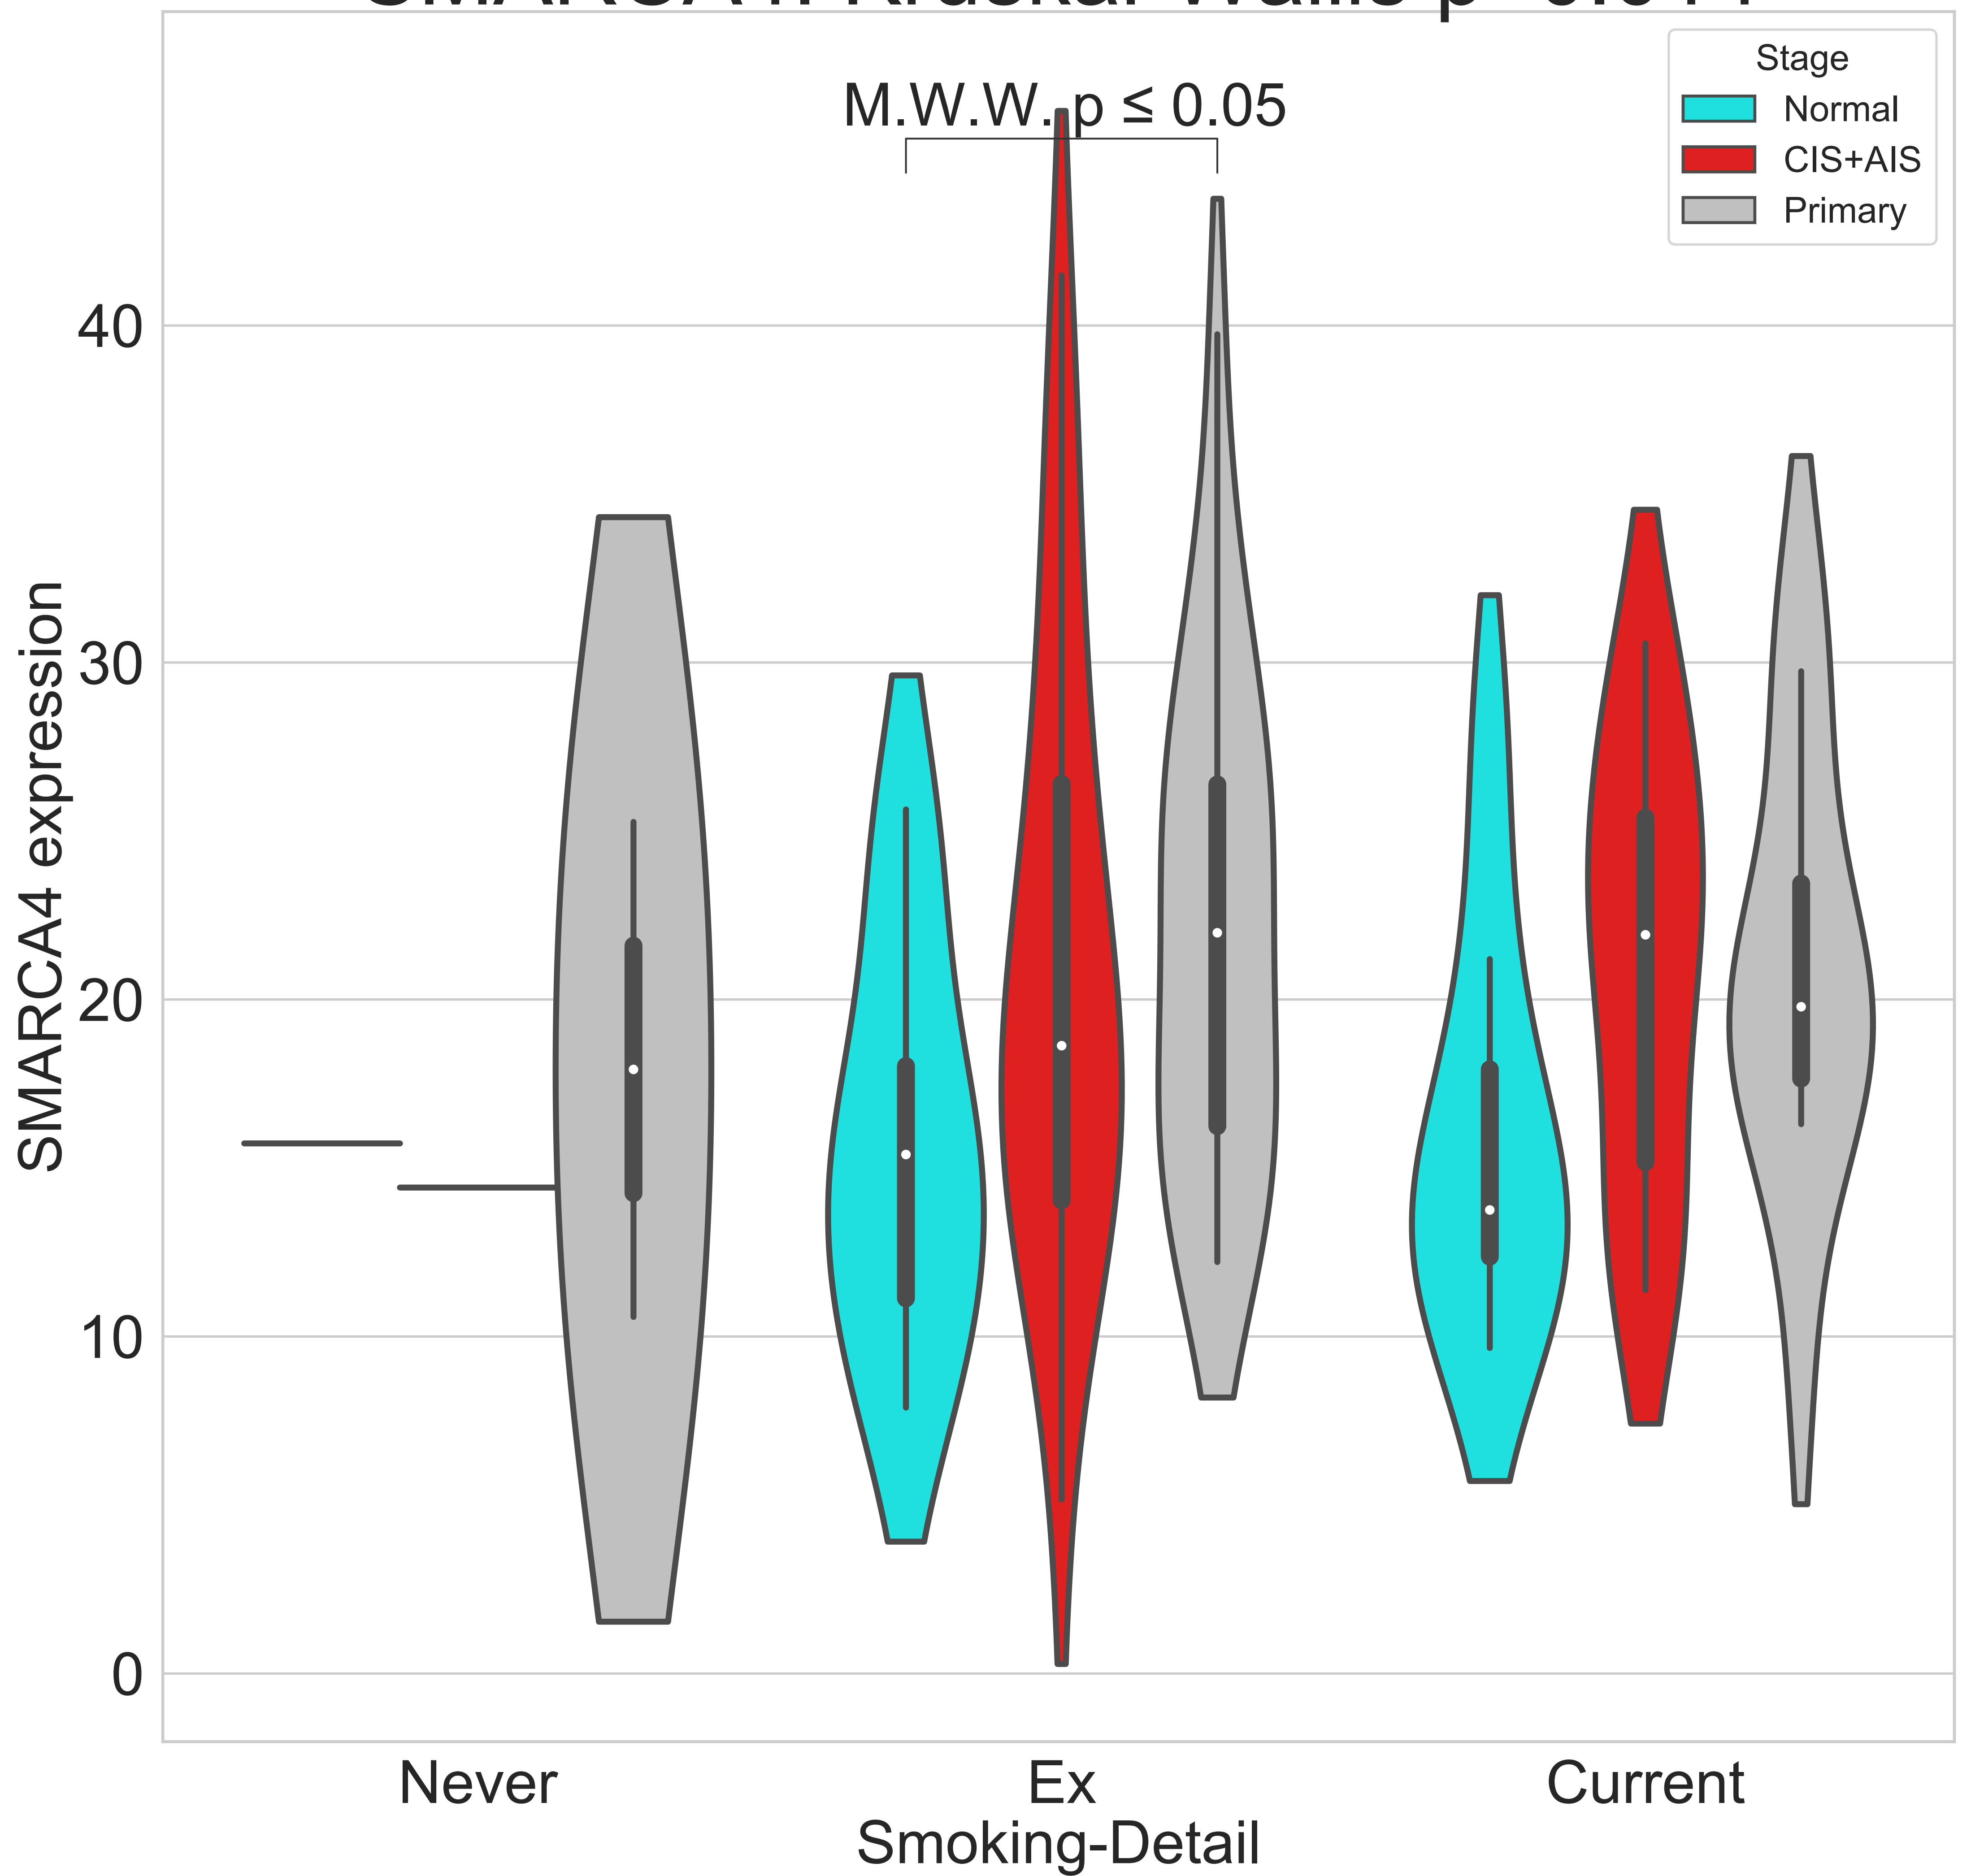 Stage
Normal
CIS+AIS
Primary
M.W.W. p ≤ 0.05
SMARCA4 expression
40
30
20
10
0
Never
Ex
Current
Smoking-Detail